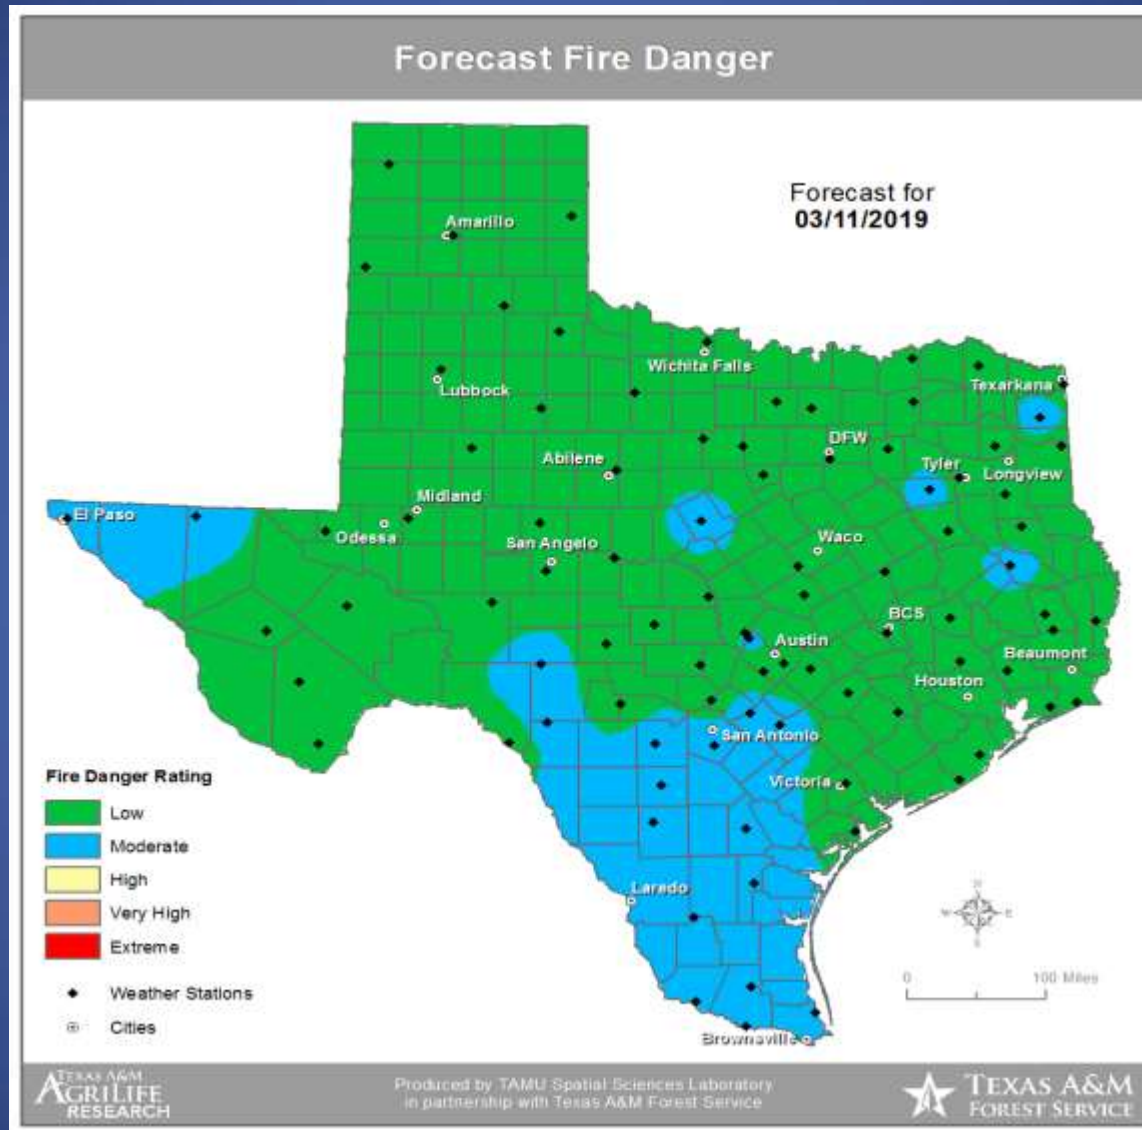 Forecast Fire Danger
Forecast for
03/11/2019
Amarillo
Wichita Falls
Lubbock
Texarkana
DFW
Abilene
Tyler
Longview
Midland
El Paso
Odessa
San Angelo
Waco
BCS
Austin
Beaumont
Houston
San Antonio
Victoria
Laredo
Brownsville
Fire Danger Rating
Low
Moderate
High
Very High
Extreme
Weather Stations
Cities
N
W
E
S
0
100 Miles
TEXAS A&M
AGRILIFE
RESEARCH
Produced by TAMU Spatial Sciences Laboratory
in partnership with Texas A&M Forest Service
TEXAS A&M
FOREST SERVICE